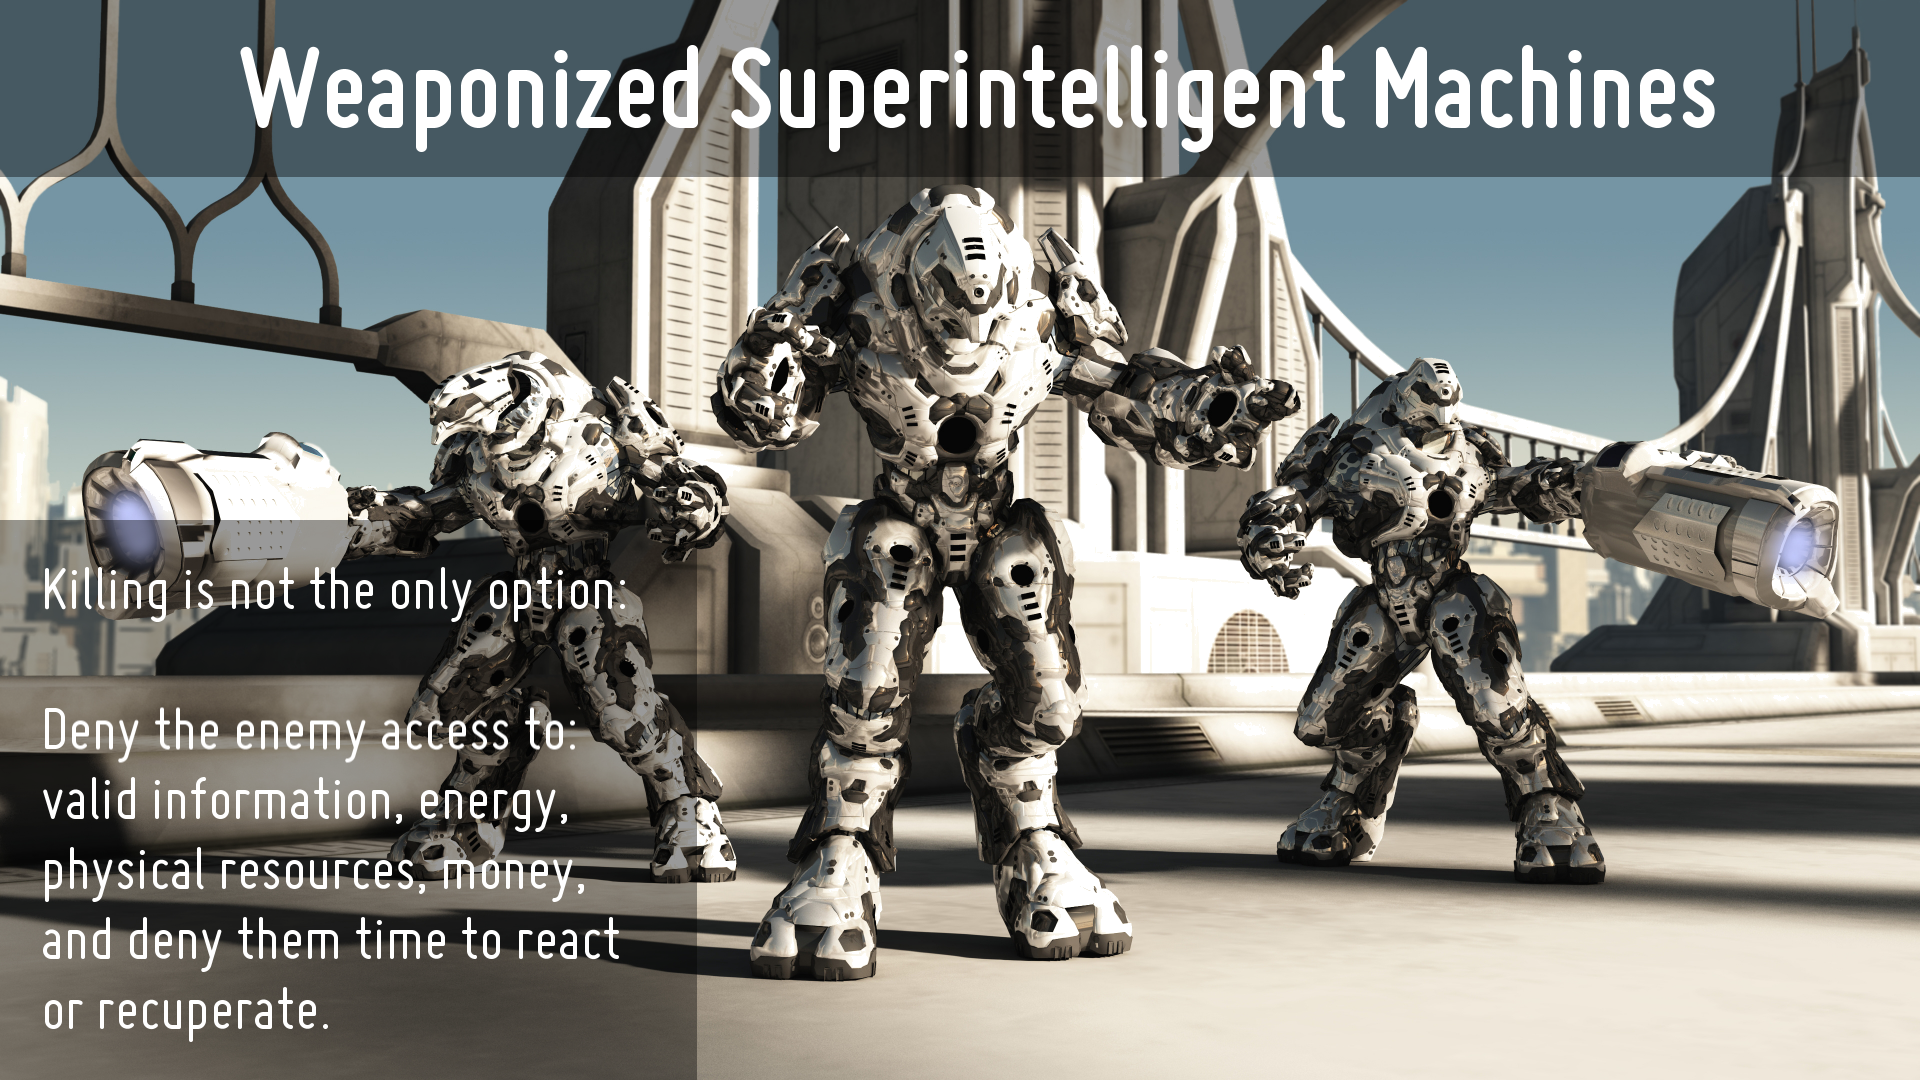 Weaponized Superintelligent Machines
Killing is not the only option:
Deny the enemy access to:
valid information, energy,
physical resources, money,
and deny them time to react
or recuperate.